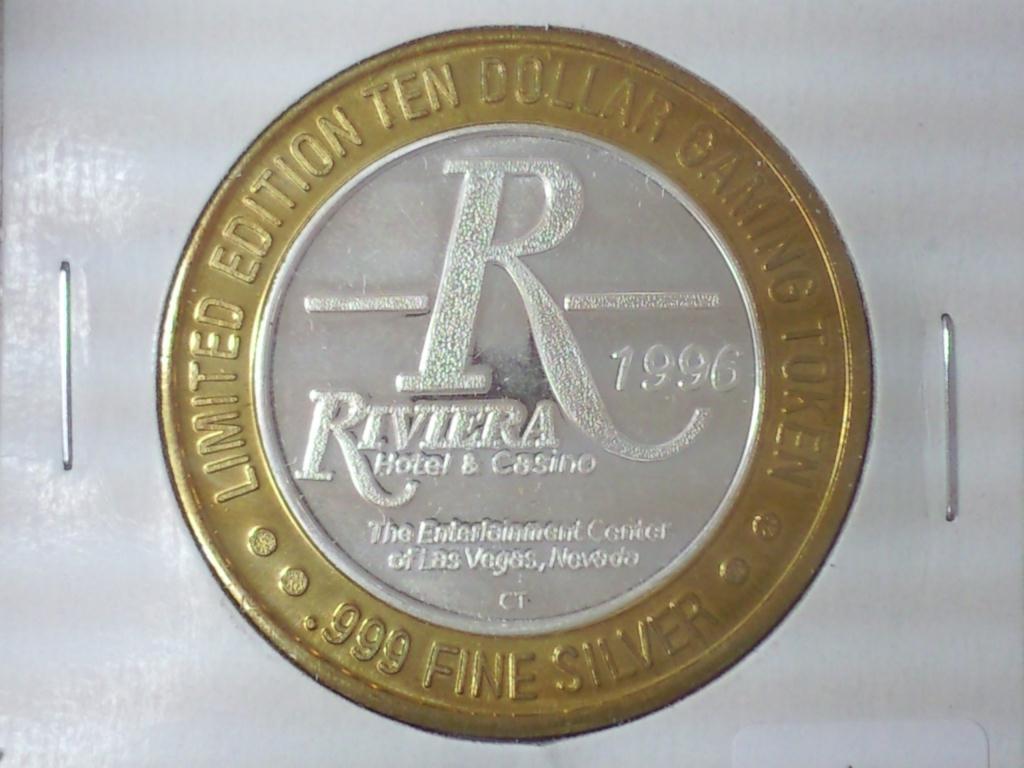 LIMITED EDITION TEN DOLLAR GAMING TOKEN
R
1996
RIVIERA
Hotel & Casino
The Entertainment Center
of Las Vegas, Nevada
CT
.999 FINE SILVER